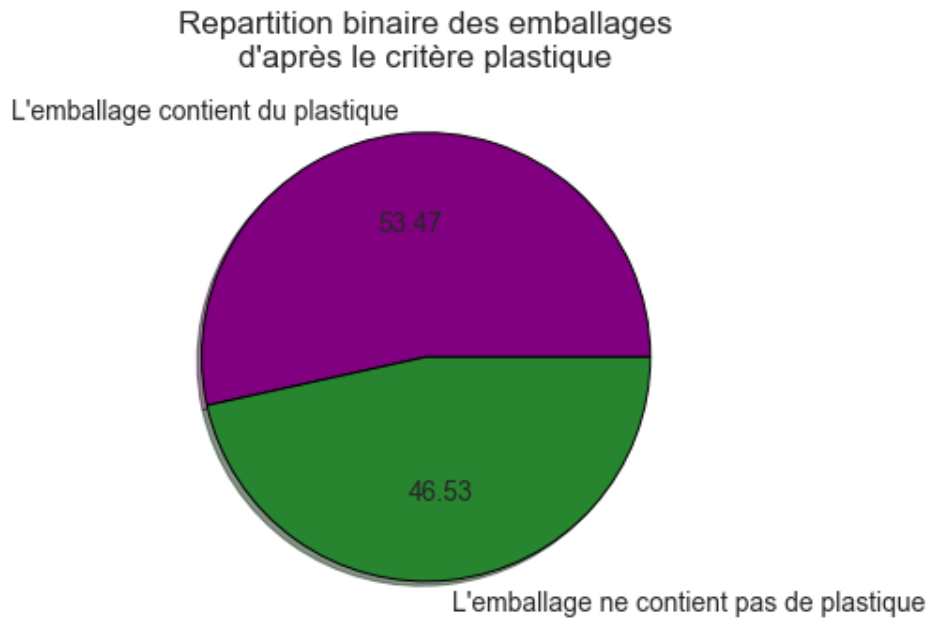 Repartition binaire des emballages
d'après le critère plastique
L'emballage contient du plastique
53.47
46.53
L'emballage ne contient pas de plastique